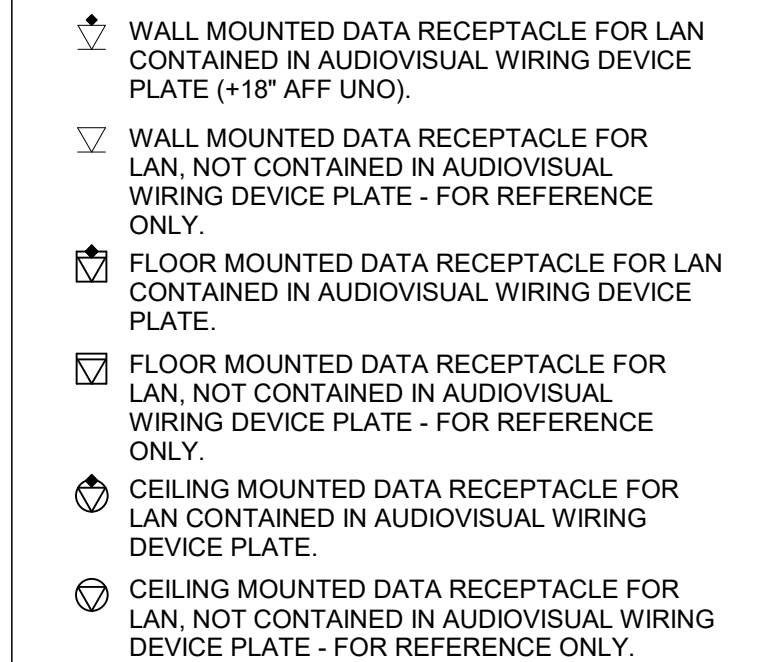 WALL MOUNTED DATA RECEPTACLE FOR LAN
CONTAINED IN AUDIOVISUAL WIRING DEVICE
PLATE (+18" AFF UNO).
WALL MOUNTED DATA RECEPTACLE FOR
LAN, NOT CONTAINED IN AUDIOVISUAL
WIRING DEVICE PLATE - FOR REFERENCE
ONLY.
FLOOR MOUNTED DATA RECEPTACLE FOR LAN
CONTAINED IN AUDIOVISUAL WIRING DEVICE
PLATE.
FLOOR MOUNTED DATA RECEPTACLE FOR
LAN, NOT CONTAINED IN AUDIOVISUAL
WIRING DEVICE PLATE - FOR REFERENCE
ONLY.
CEILING MOUNTED DATA RECEPTACLE FOR
LAN CONTAINED IN AUDIOVISUAL WIRING
DEVICE PLATE.
CEILING MOUNTED DATA RECEPTACLE FOR
LAN, NOT CONTAINED IN AUDIOVISUAL WIRING
DEVICE PLATE - FOR REFERENCE ONLY.